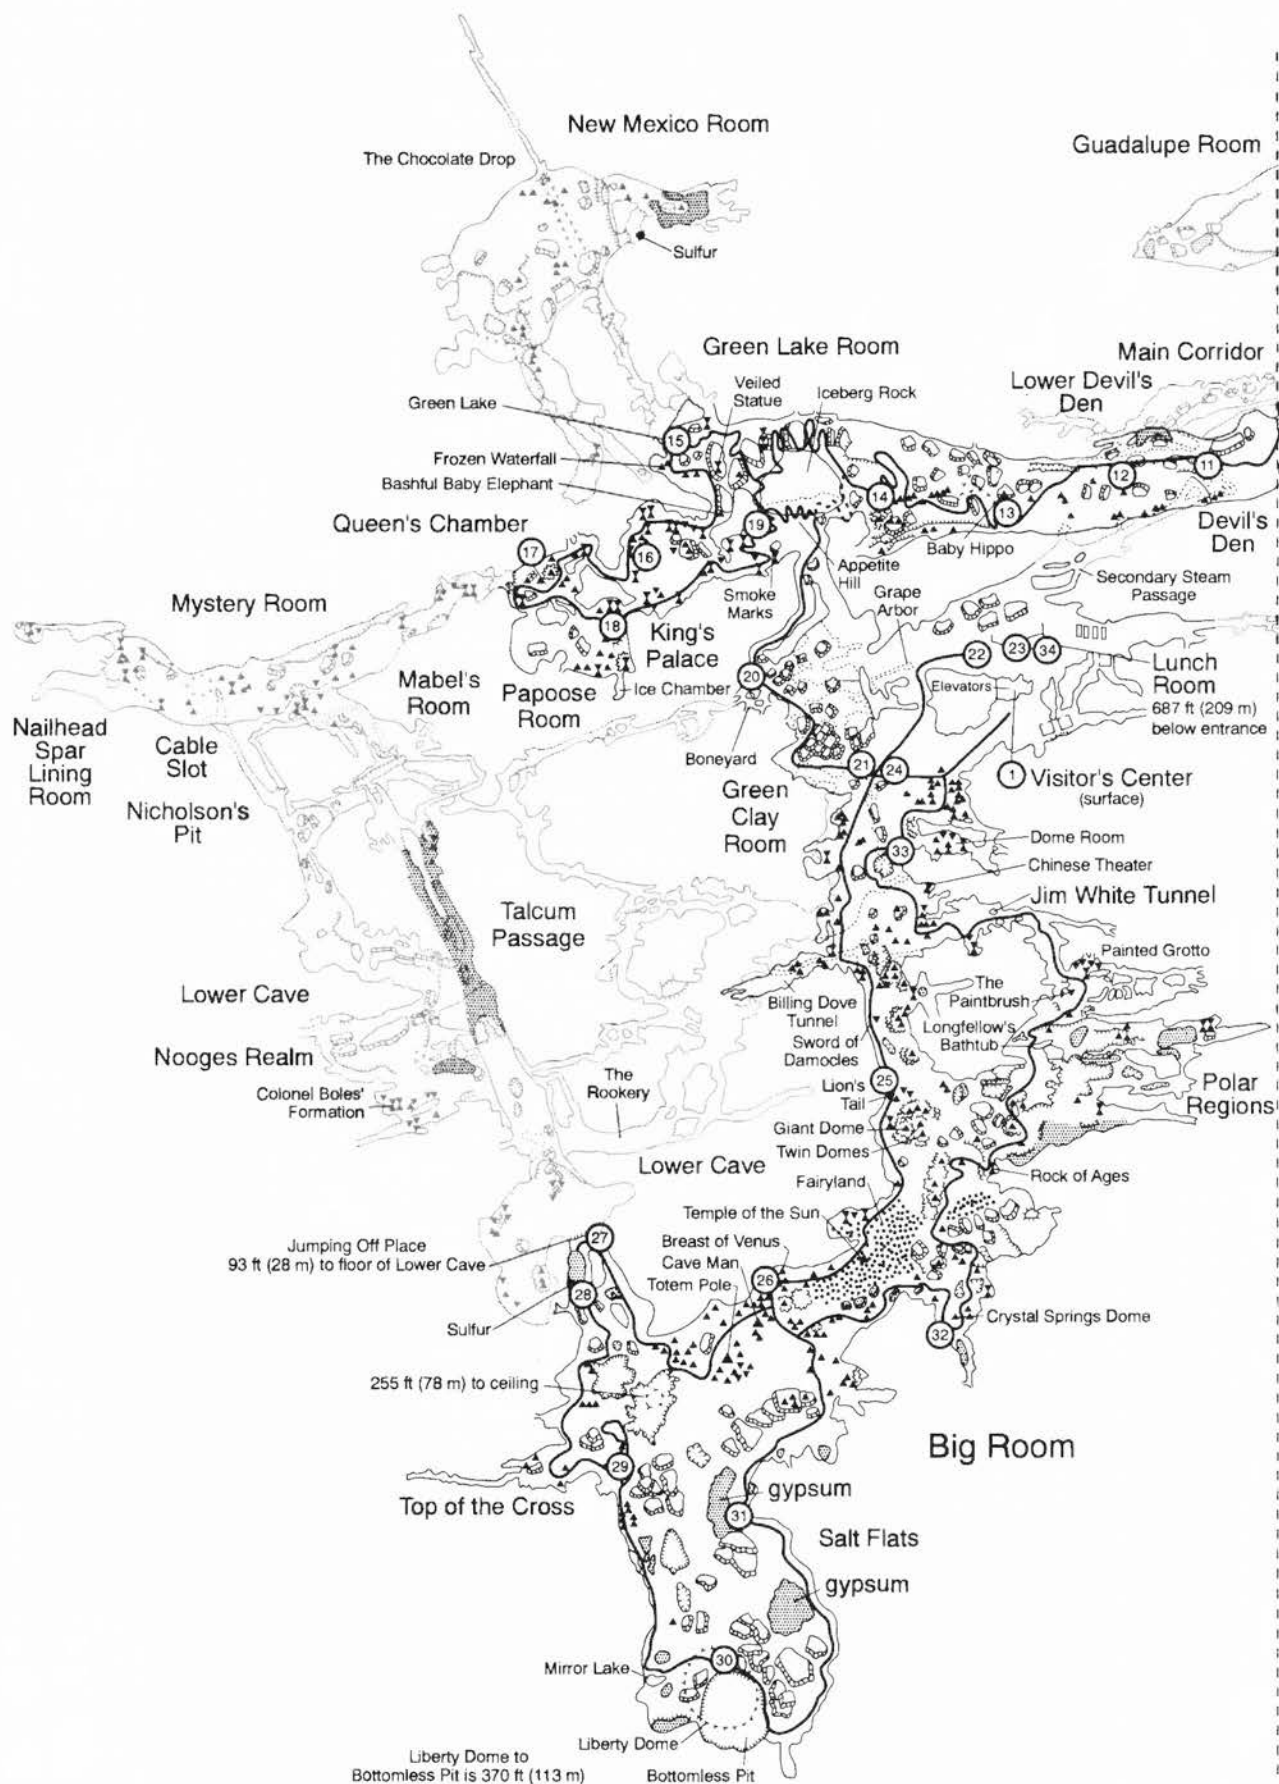 New Mexico Room
The Chocolate Drop
Guadalupe Room
Sulfur
Green Lake Room
Main Corridor
Lower Devil's
Den
Veiled
Statue
Iceberg Rock
Green Lake
15
Frozen Waterfall
11
12
Bashful Baby Elephant
14
13
Queen's Chamber
19
Devil's
Den
17
16
Baby Hippo
Appetite
Hill
Secondary Steam
Passage
Mystery Room
Smoke
Marks
Grape
Arbor
18
King's
Palace
22
23
34
Lunch
Room
687 ft (209 m)
below entrance
Mabel's
Room
Papoose
Room
Ice Chamber
20
Elevators
Nailhead
Spar
Lining
Room
Cable
Slot
Boneyard
21
24
1
Visitor's Center
(surface)
Nicholson's
Pit
Green
Clay
Room
Dome Room
33
Chinese Theater
Jim White Tunnel
Talcum
Passage
Painted Grotto
Lower Cave
Billing Dove
Tunnel
The
Paintbrush
Sword of
Damocles
Longfellow's
Bathtub
Nooges Realm
The
Rookery
25
Lion's
Tail
Polar
Regions
Colonel Boles'
Formation
Giant Dome
Twin Domes
Lower Cave
Fairyland
Rock of Ages
Temple of the Sun
27
Breast of Venus
Jumping Off Place
93 ft (28 m) to floor of Lower Cave
Cave Man
26
Totem Pole
28
Crystal Springs Dome
Sulfur
32
255 ft (78 m) to ceiling
Big Room
29
Top of the Cross
gypsum
31
Salt Flats
gypsum
30
Mirror Lake
Liberty Dome
Liberty Dome to
Bottomless Pit is 370 ft (113 m)
Bottomless Pit